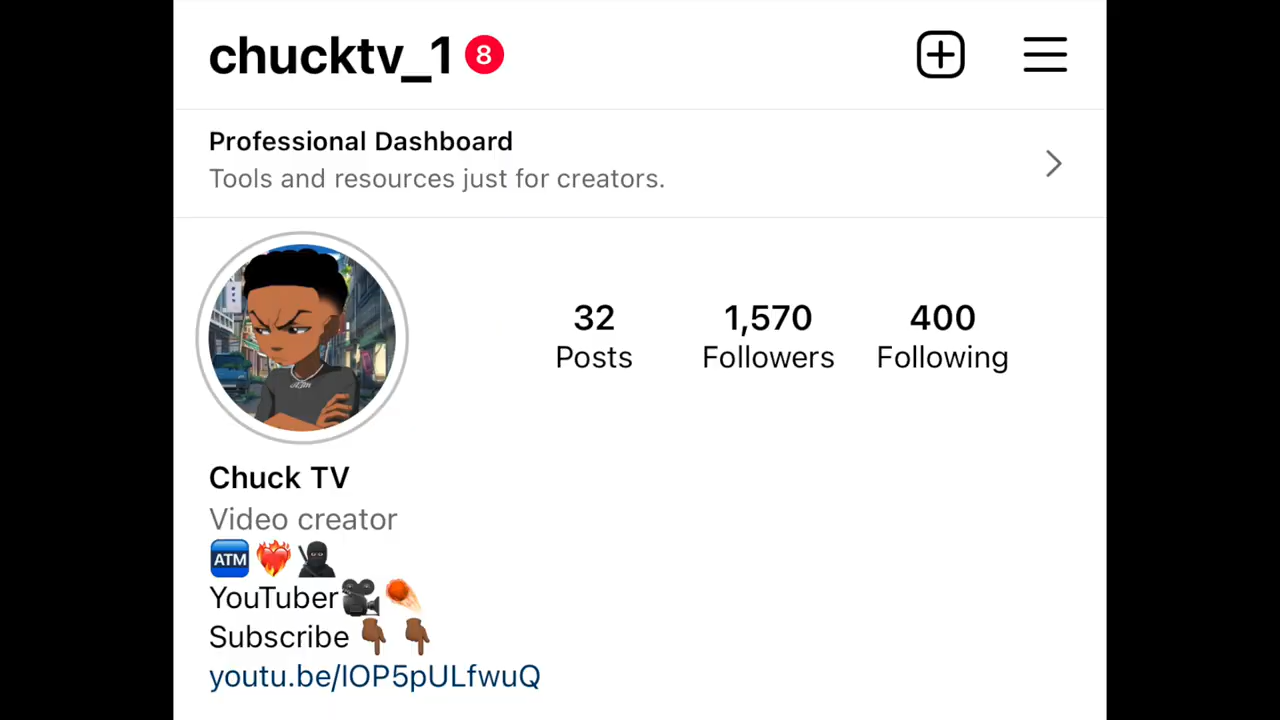 chucktv_1 8
Professional Dashboard
Tools and resources just for creators.
32 1,570 400
Posts Followers Following
Chuck TV
Video creator
🏧❤️‍🔥🥷🏿
YouTuber🎥☄️
Subscribe👇🏾 👇🏾
youtu.be/IOP5pULfwuQ